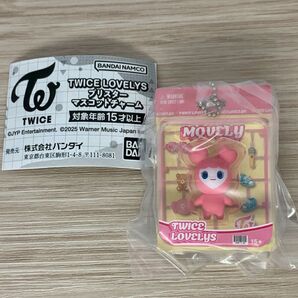 BANDAI NAMCO
TWICE LOVELYS
ブリスター
マスコットチャーム
TWICE
対象年齢15才以上
©JYP Entertainment. ©2025 Warner Music Japan
発売元 株式会社バンダイ
東京都台東区駒形1-4-8 〒111-8081
BAN
DAI
MOVELY
TWICE
LOVELYS
15+